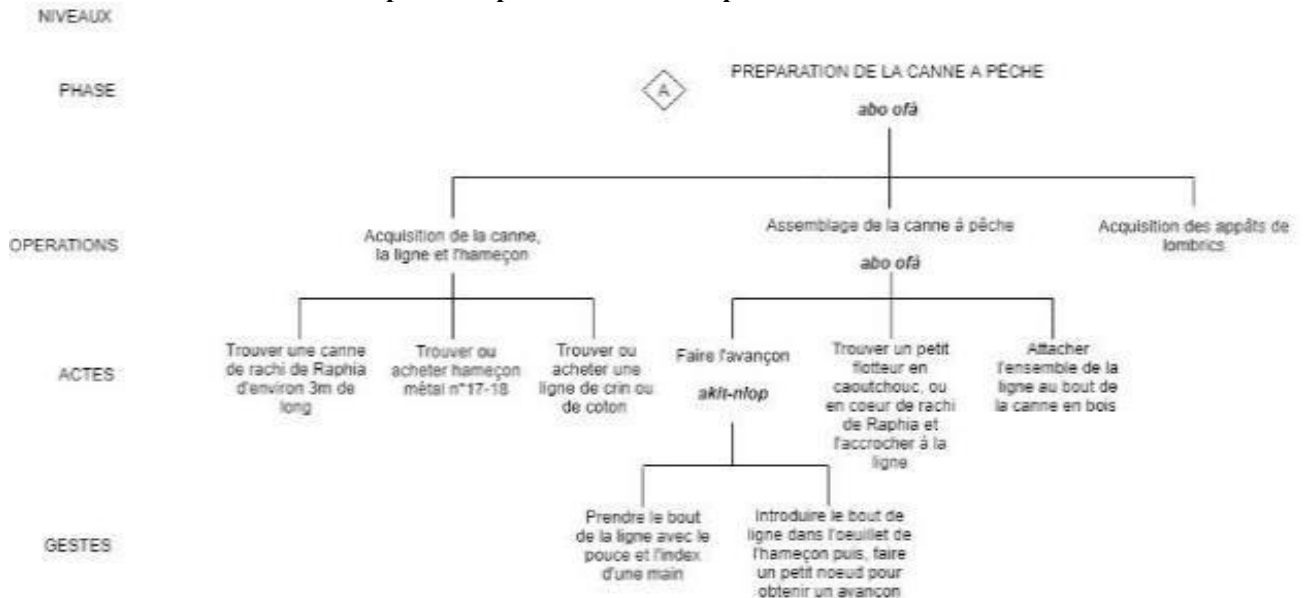 NIVEAUX
PHASE
A
PREPARATION DE LA CANNE A PÊCHE
abo ofà
OPERATIONS
Acquisition de la canne,
la ligne et l'hameçon
Assemblage de la canne à pêche
abo ofà
Acquisition des appâts de
lombrics
ACTES
Trouver une canne
de rachi de Raphia
d'environ 3m de
long
Trouver ou
acheter hameçon
métal n°17-18
Trouver ou
acheter une
ligne de crin ou
de coton
Faire l'avançon
akit-nlop
Trouver un petit
flotteur en
caoutchouc, ou
en coeur de rachi
de Raphia et
l'accrocher à la
ligne
Attacher
l'ensemble de la
ligne au bout de
la canne en bois
GESTES
Prendre le bout
de la ligne avec le
pouce et l'index
d'une main
Introduire le bout de
ligne dans l'oeuillet de
l'hameçon puis, faire
un petit noeud pour
obtenir un avançon